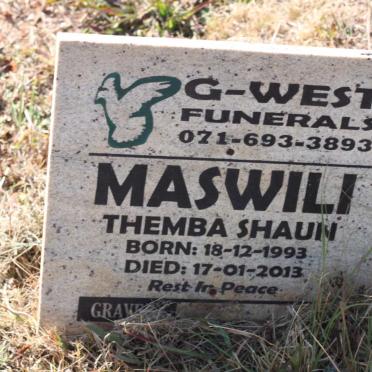 G-WEST
FUNERALS
071-693-3893
MASWILI
THEMBA SHAUN
BORN: 18-12-1993
DIED: 17-01-2013
Rest In Peace